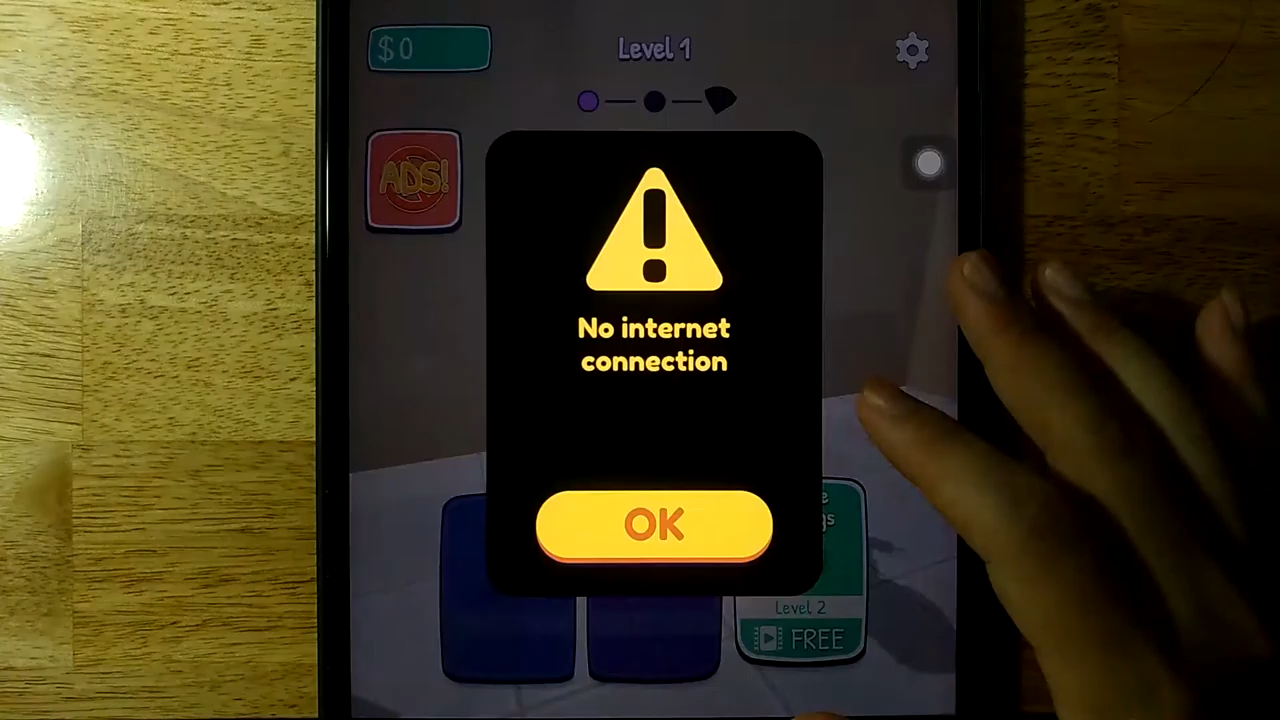 $0
Level 1
ADS!
No internet
connection
OK
Level 2
FREE